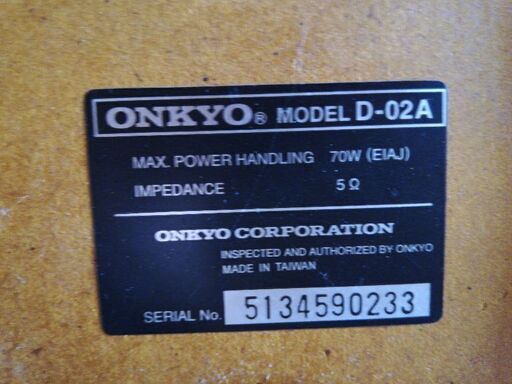 ONKYO® MODEL D-02A
MAX. POWER HANDLING 70W (EIAJ)
IMPEDANCE 5 Ω
ONKYO CORPORATION
INSPECTED AND AUTHORIZED BY ONKYO
MADE IN TAIWAN
SERIAL No. 5134590233